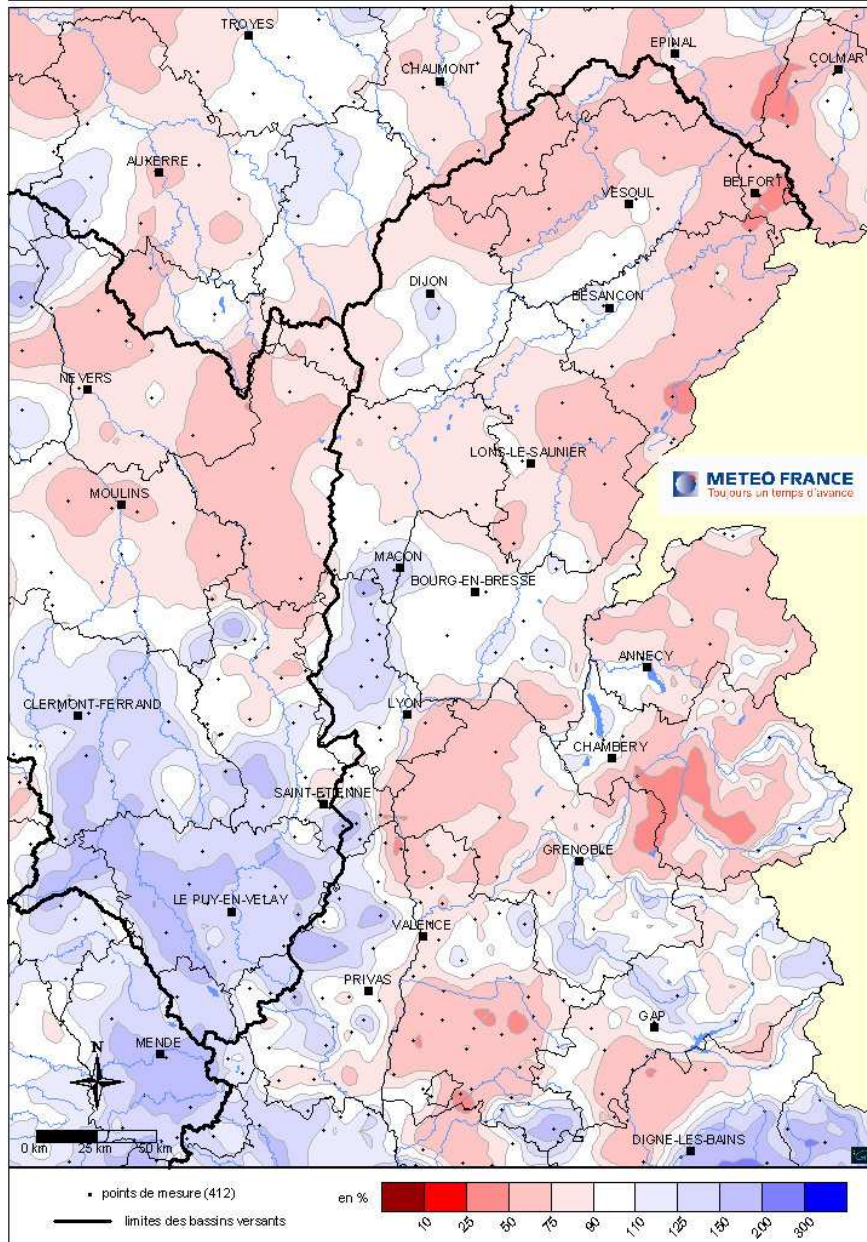 TROYES
EPINAL
CHAUMONT
COLMAR
AUXERRE
BELFORT
VESOUL
DIJON
BESANCON
NEVERS
LONS-LE-SAUNIER
METEO FRANCE
Toujours un temps d'avance
MOULINS
MACON
BOURG-EN-BRESSE
ANNECY
CLERMONT-FERRAND
LYON
CHAMBERY
SAINT-ETIENNE
GRENOBLE
LE PUY-EN-VELAY
VALENCE
PRIVAS
GAP
MENDE
N
DIGNE-LES-BAINS
0 km 25 km 50 km
points de mesure (412)
limites des bassins versants
en %
10 25 50 75 90 110 125 150 200 300